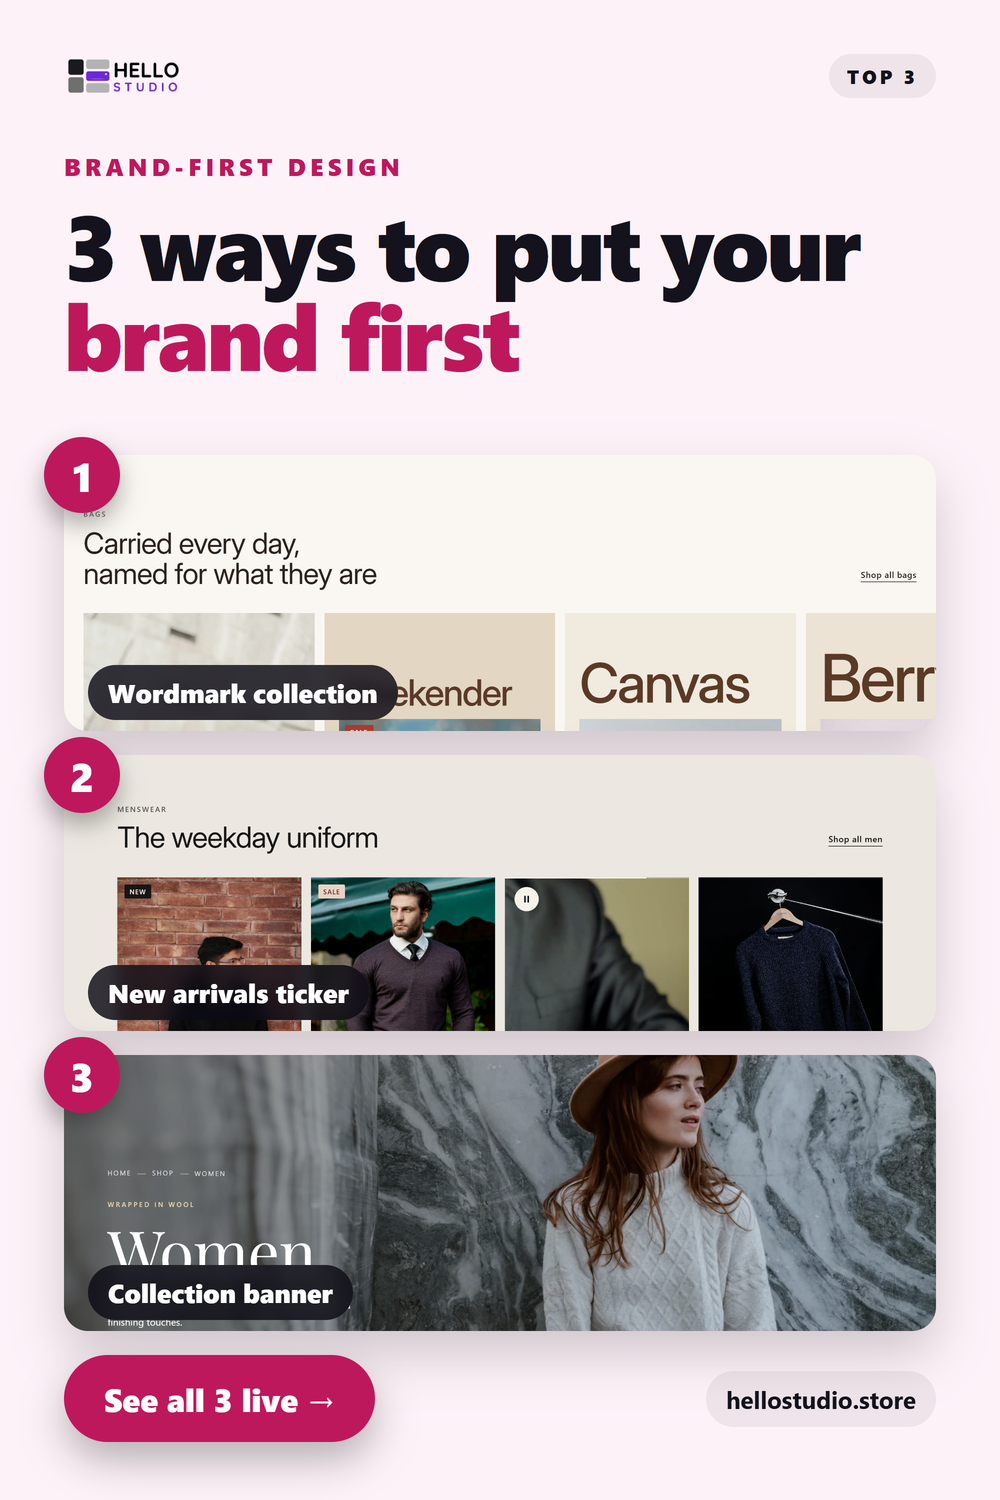 HELLO
STUDIO
TOP 3
BRAND-FIRST DESIGN
3 ways to put your
brand first
1
BAGS
Carried every day,
named for what they are
Shop all bags
Wordmark collection
ekender
Canvas
Berr
2
MENSWEAR
The weekday uniform
Shop all men
NEW
SALE
New arrivals ticker
3
HOME — SHOP — WOMEN
WRAPPED IN WOOL
Women
Collection banner
finishing touches.
See all 3 live →
hellostudio.store